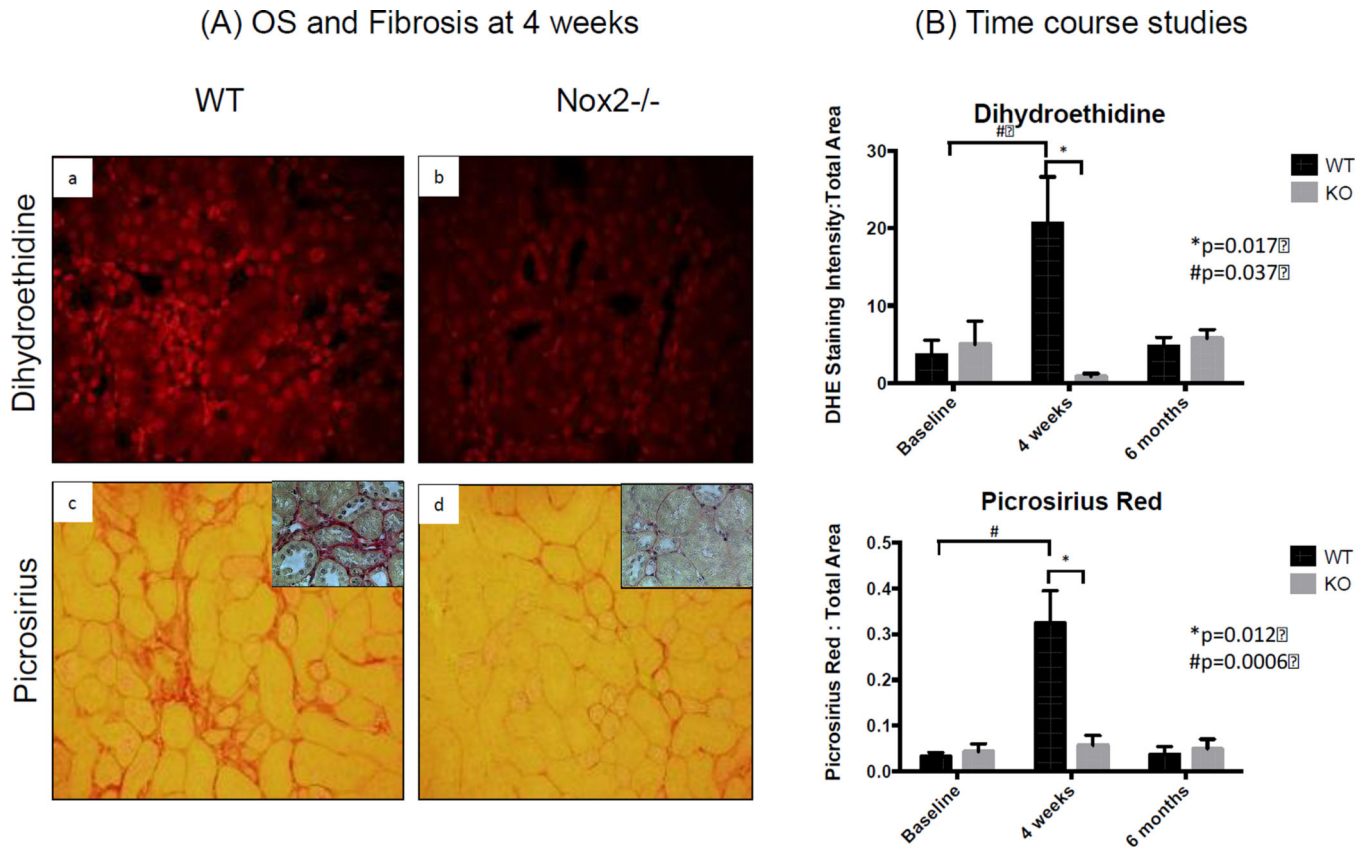 (A) OS and Fibrosis at 4 weeks
WT
Nox2-/-
Dihydroethidine
a
b
Picrosirius
c
d
(B) Time course studies
Dihydroethidine
#⍰
*
DHE Staining Intensity:Total Area
30
20
10
0
Baseline
4 weeks
6 months
WT
KO
*p=0.017⍰
#p=0.037⍰
Picrosirius Red
#
*
Picrosirius Red : Total Area
0.5
0.4
0.3
0.2
0.1
0.0
Baseline
4 weeks
6 months
WT
KO
*p=0.012⍰
#p=0.0006⍰